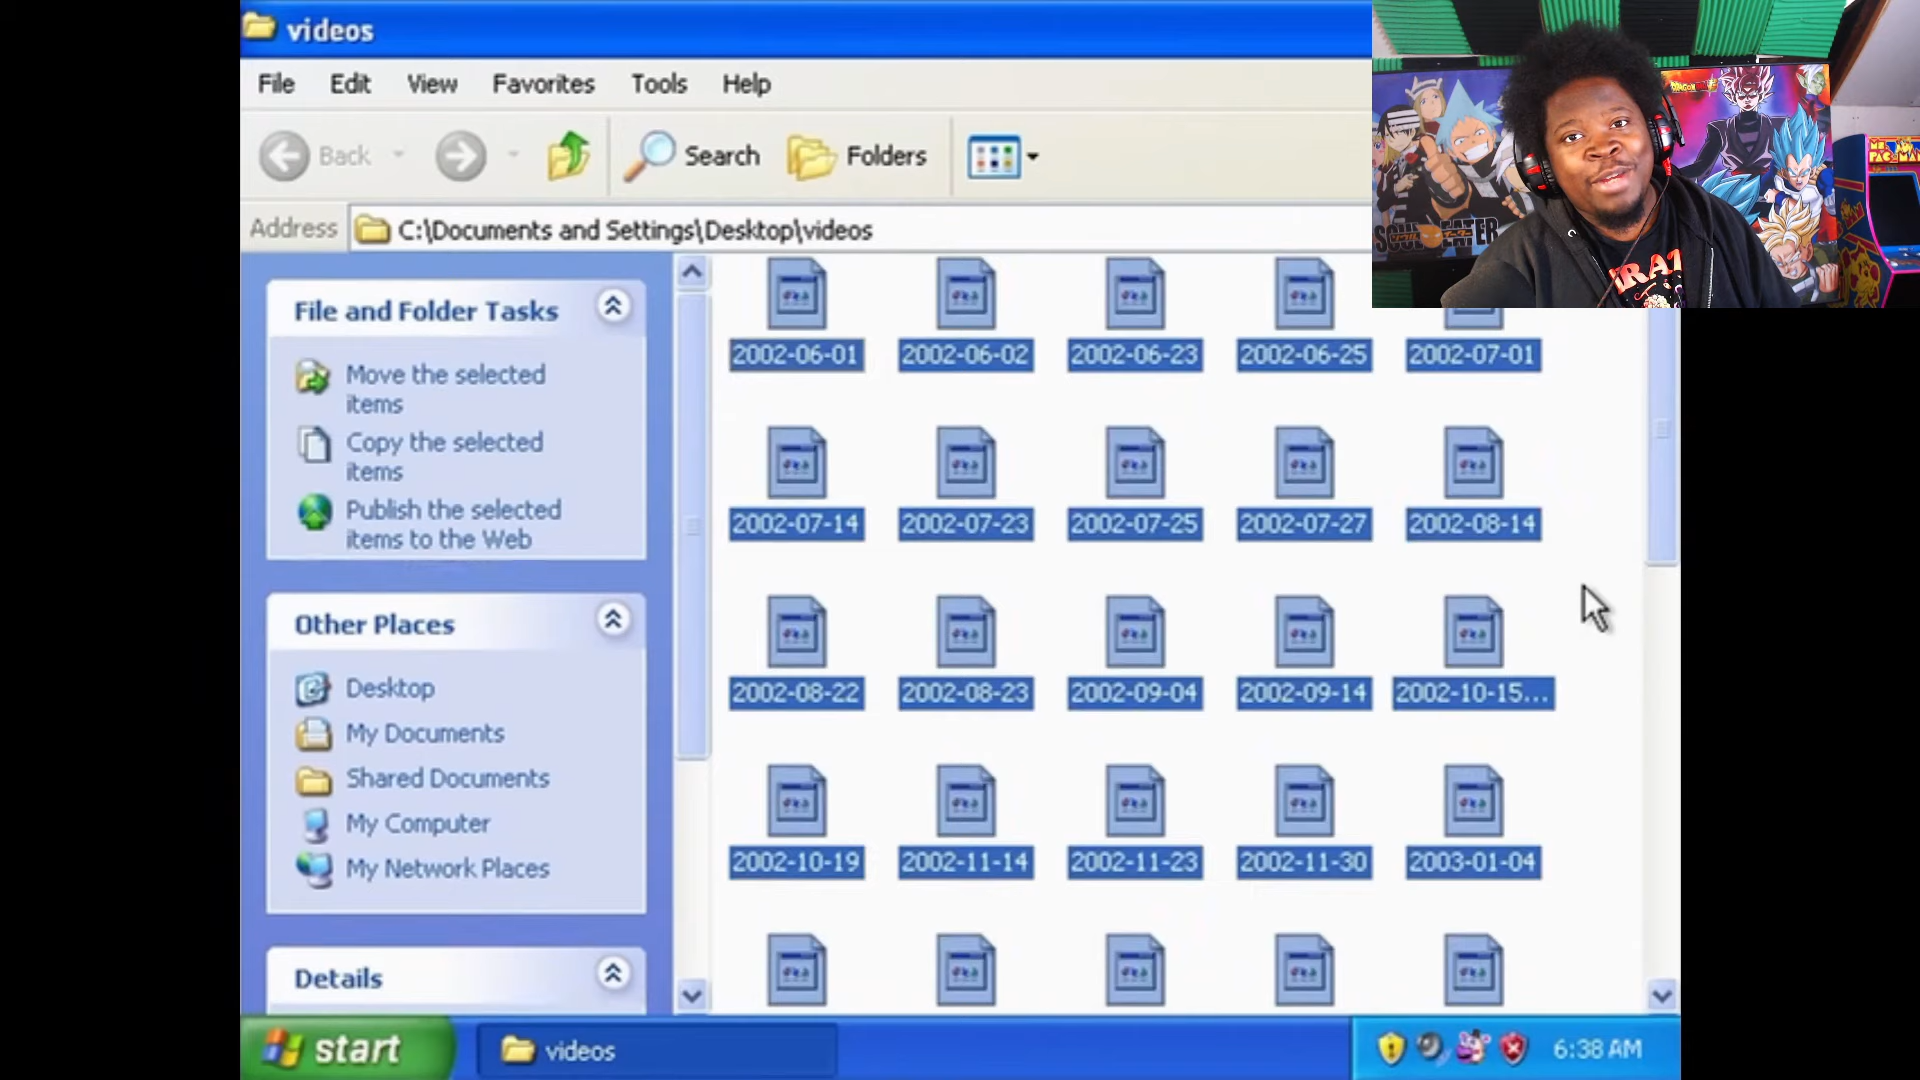 videos
File Edit View Favorites Tools Help
Back Search Folders
Address C:\Documents and Settings\Desktop\videos
File and Folder Tasks
Move the selected
items
Copy the selected
items
Publish the selected
items to the Web
Other Places
Desktop
My Documents
Shared Documents
My Computer
My Network Places
Details
2002-06-01 2002-06-02 2002-06-23 2002-06-25 2002-07-01
2002-07-14 2002-07-23 2002-07-25 2002-07-27 2002-08-14
2002-08-22 2002-08-23 2002-09-04 2002-09-14 2002-10-15...
2002-10-19 2002-11-14 2002-11-23 2002-11-30 2003-01-04
start videos 6:38 AM